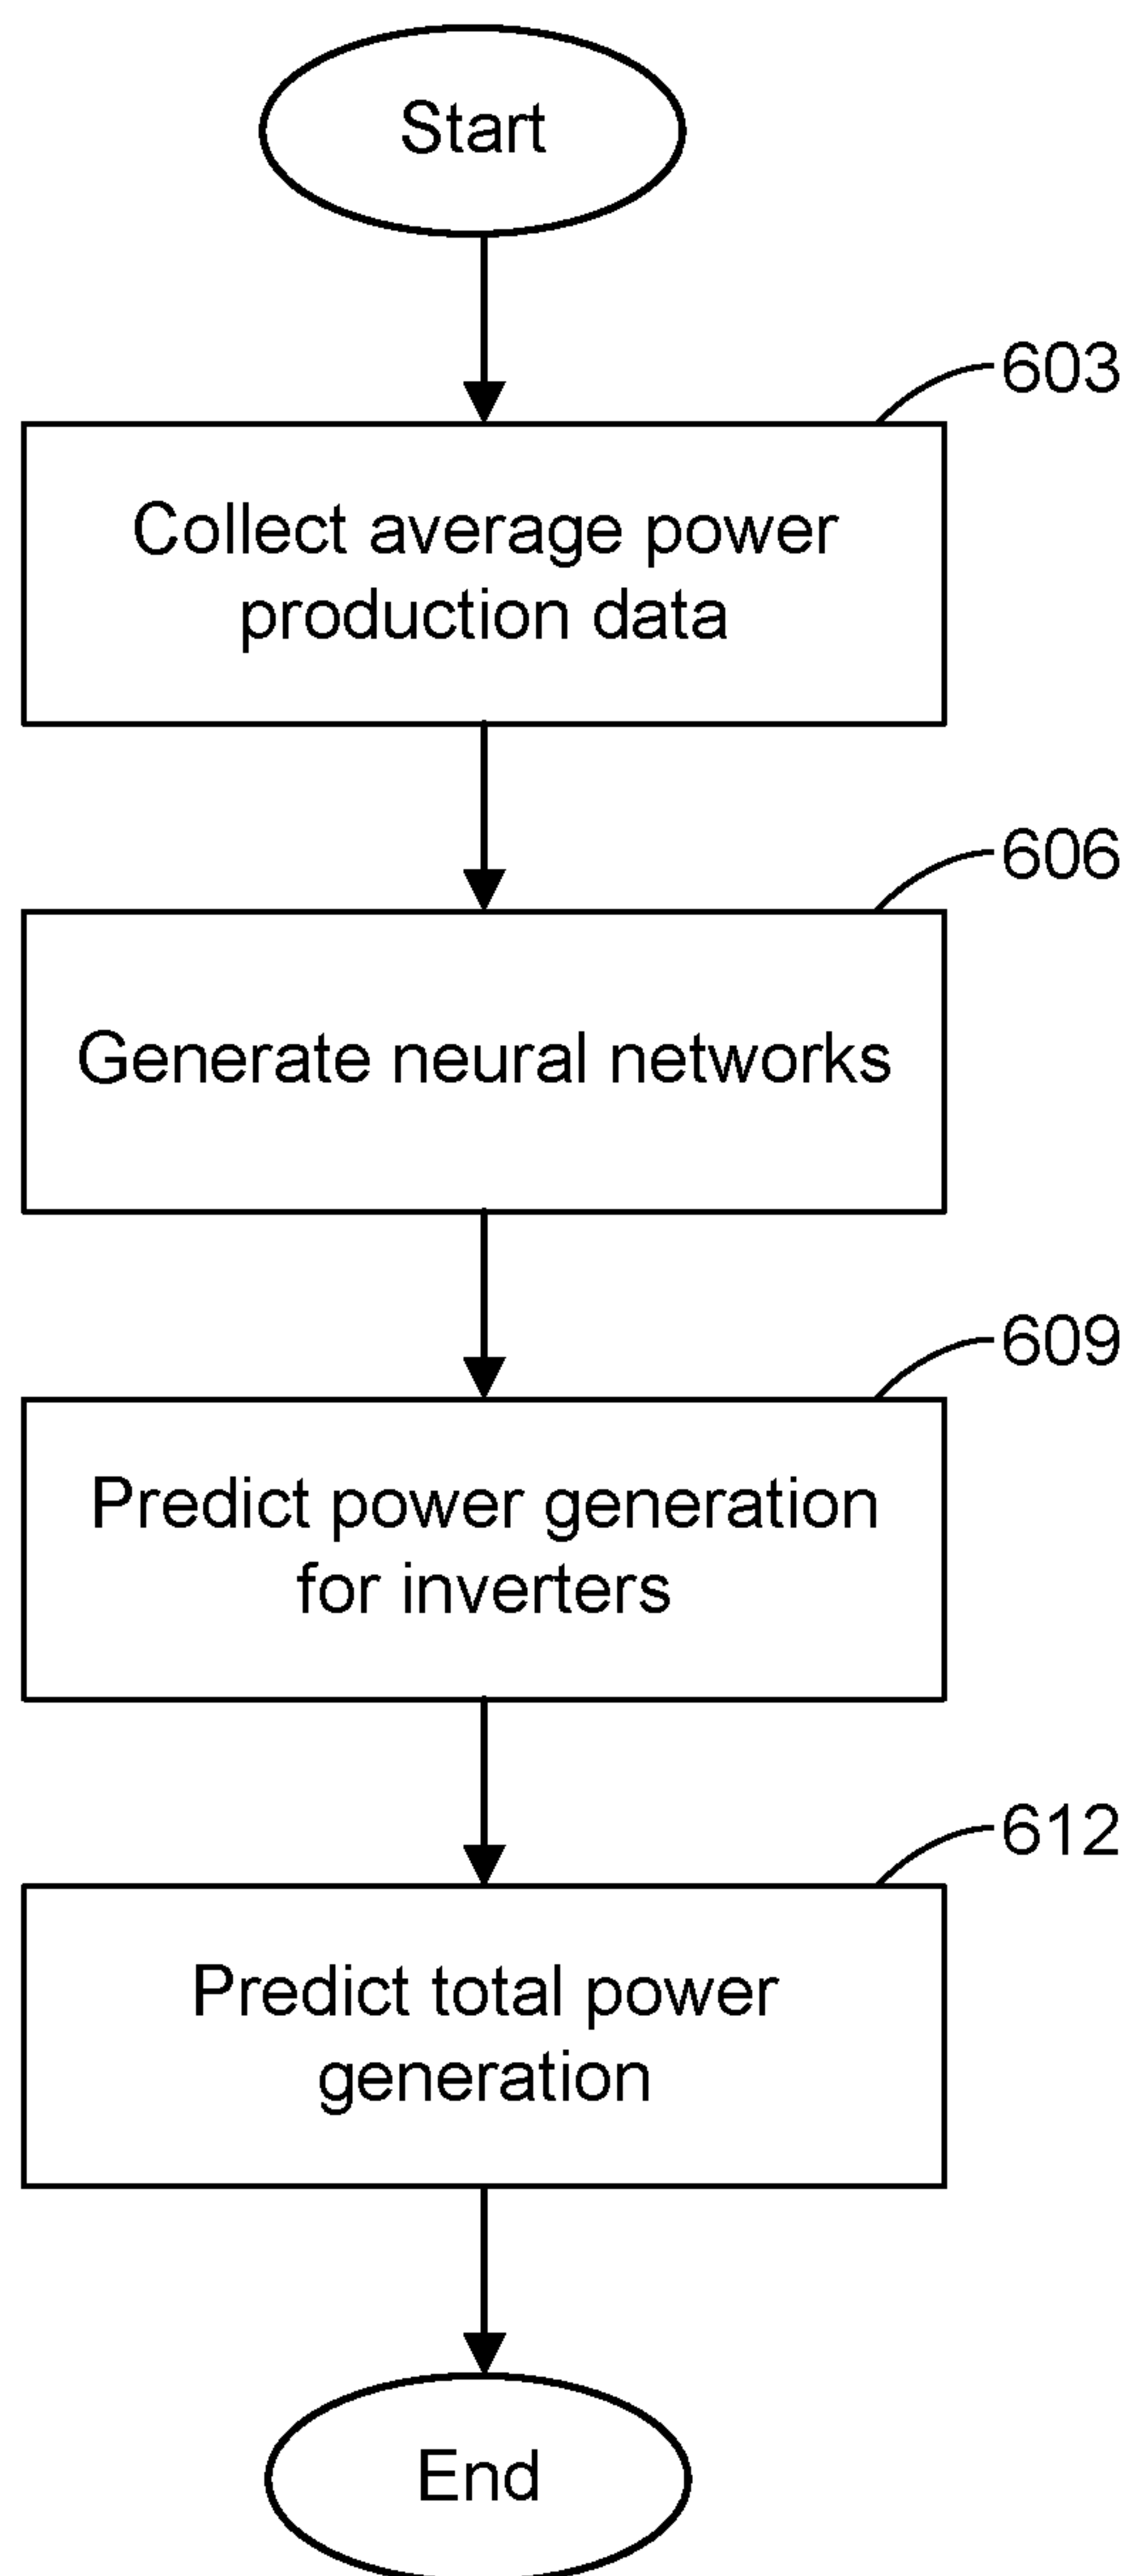 Start
603
Collect average power
production data
606
Generate neural networks
609
Predict power generation
for inverters
612
Predict total power
generation
End